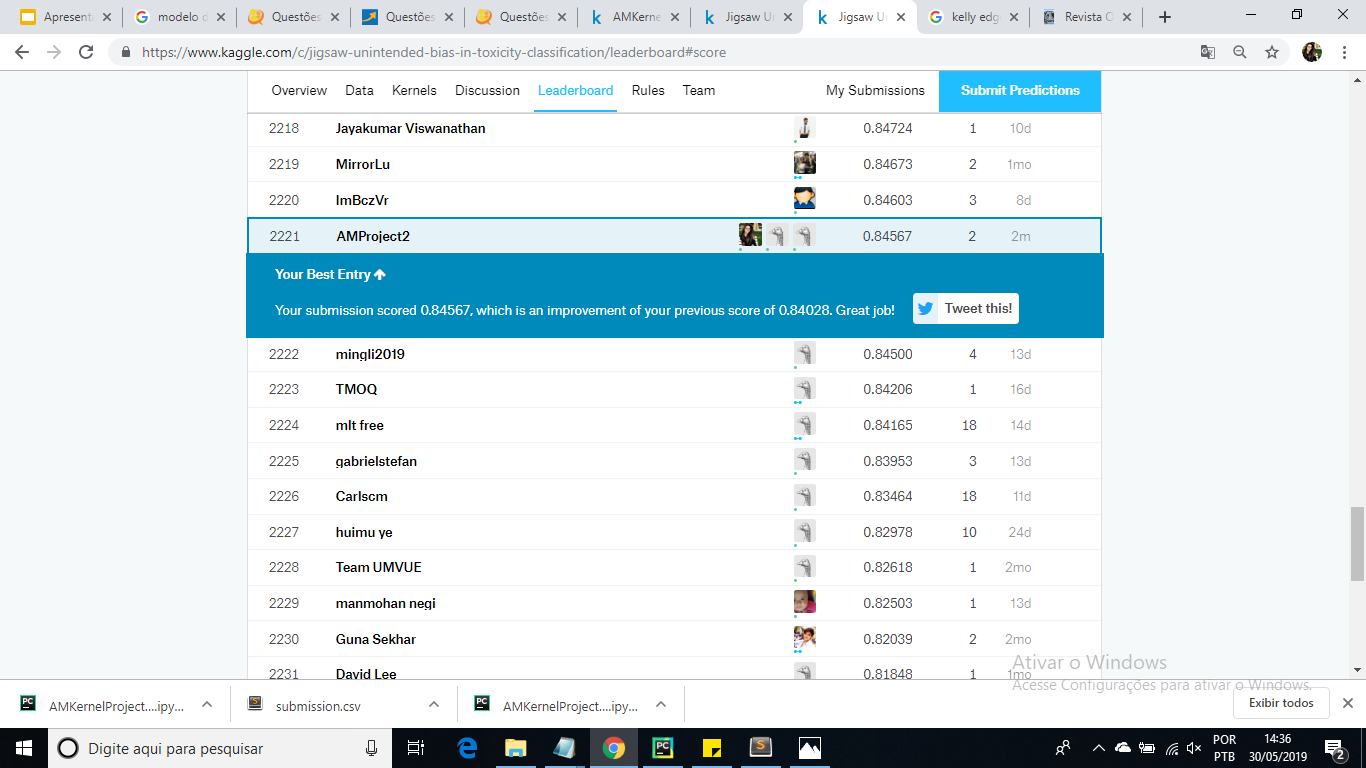 Apresent
modelo d
Questões
Questões
Questões
AMKerne
Jigsaw Un
Jigsaw Un
kelly edg
Revista O
https://www.kaggle.com/c/jigsaw-unintended-bias-in-toxicity-classification/leaderboard#score
Overview Data Kernels Discussion Leaderboard Rules Team My Submissions Submit Predictions
2218 Jayakumar Viswanathan 0.84724 1 10d
2219 MirrorLu 0.84673 2 1mo
2220 ImBczVr 0.84603 3 8d
2221 AMProject2 0.84567 2 2m
Your Best Entry
Your submission scored 0.84567, which is an improvement of your previous score of 0.84028. Great job! Tweet this!
2222 mingli2019 0.84500 4 13d
2223 TMOQ 0.84206 1 16d
2224 mlt free 0.84165 18 14d
2225 gabrielstefan 0.83953 3 13d
2226 Carlscm 0.83464 18 11d
2227 huimu ye 0.82978 10 24d
2228 Team UMVUE 0.82618 1 2mo
2229 manmohan negi 0.82503 1 13d
2230 Guna Sekhar 0.82039 2 2mo
2231 David Lee 0.81848 1 1mo
Ativar o Windows
Acesse Configurações para ativar o Windows.
AMKernelProject....ipy...
submission.csv
AMKernelProject....ipy...
Exibir todos
Digite aqui para pesquisar
POR 14:36
PTB 30/05/2019
2